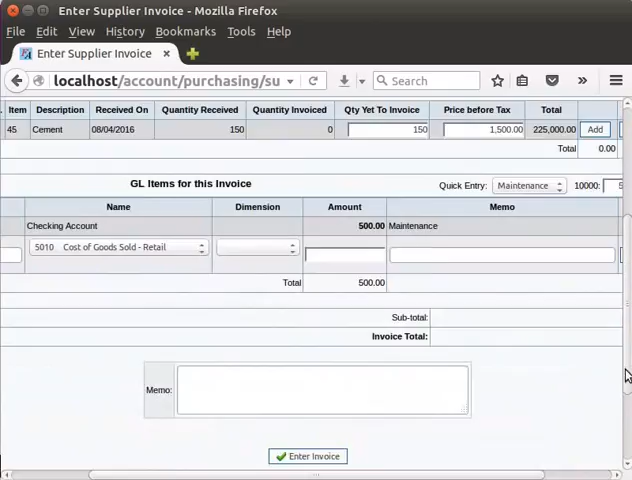 Enter Supplier Invoice - Mozilla Firefox
File Edit View History Bookmarks Tools Help
Enter Supplier Invoice
localhost/account/purchasing/su Search
Item Description Received On Quantity Received Quantity Invoiced Qty Yet To Invoice Price before Tax Total
45 Cement 08/04/2016 150 0 150 1,500.00 225,000.00 Add
Total 0.00
GL Items for this Invoice Quick Entry: Maintenance 10000: 5
Name Dimension Amount Memo
Checking Account 500.00 Maintenance
5010 Cost of Goods Sold - Retail
Total 500.00
Sub-total:
Invoice Total:
Memo:
Enter Invoice